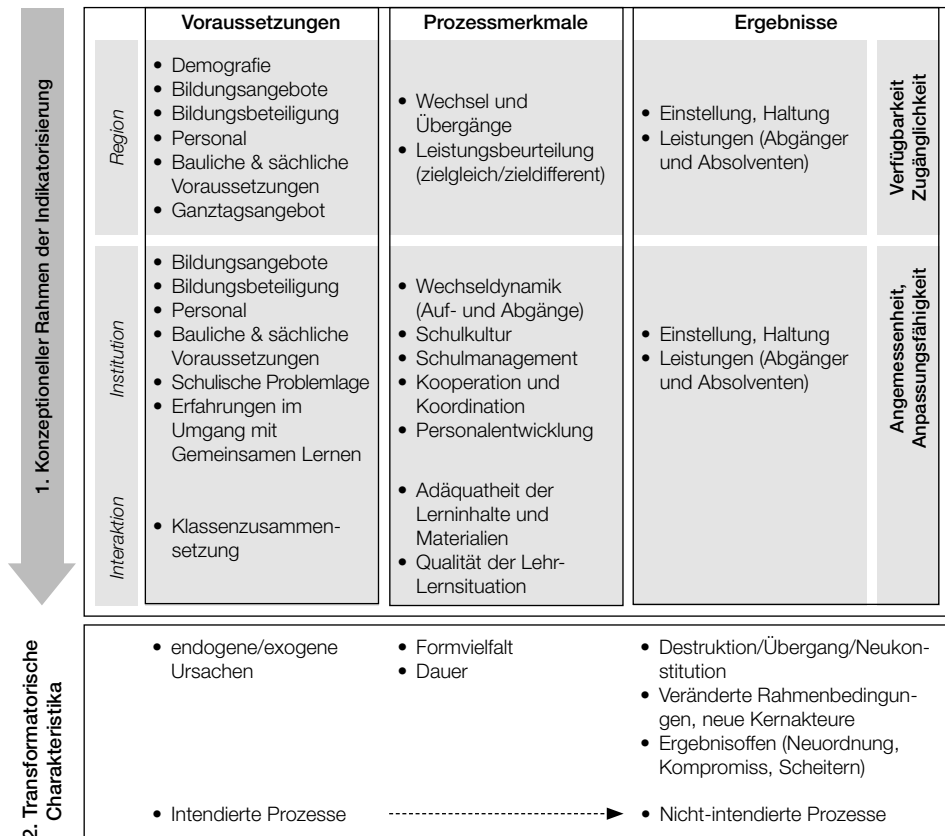 Voraussetzungen
Prozessmerkmale
Ergebnisse
1. Konzeptioneller Rahmen der Indikatorisierung
Region
• Demografie
• Bildungsangebote
• Bildungsbeteiligung
• Personal
• Bauliche & sächliche
Voraussetzungen
• Ganztagsangebot
• Wechsel und
Übergänge
• Leistungsbeurteilung
(zielgleich/zieldifferent)
• Einstellung, Haltung
• Leistungen (Abgänger
und Absolventen)
Verfügbarkeit
Zugänglichkeit
Institution
• Bildungsangebote
• Bildungsbeteiligung
• Personal
• Bauliche & sächliche
Voraussetzungen
• Schulische Problemlage
• Erfahrungen im
Umgang mit
Gemeinsamen Lernen
• Wechseldynamik
(Auf- und Abgänge)
• Schulkultur
• Schulmanagement
• Kooperation und
Koordination
• Personalentwicklung
• Einstellung, Haltung
• Leistungen (Abgänger
und Absolventen)
Angemessenheit,
Anpassungsfähigkeit
Interaktion
• Klassenzusammen-
setzung
• Adäquatheit der
Lerninhalte und
Materialien
• Qualität der Lehr-
Lernsituation
2. Transformatorische
Charakteristika
• endogene/exogene
Ursachen
• Formvielfalt
• Dauer
• Destruktion/Übergang/Neukon-
stitution
• Veränderte Rahmenbedingun-
gen, neue Kernakteure
• Ergebnisoffen (Neuordnung,
Kompromiss, Scheitern)
• Intendierte Prozesse
• Nicht-intendierte Prozesse